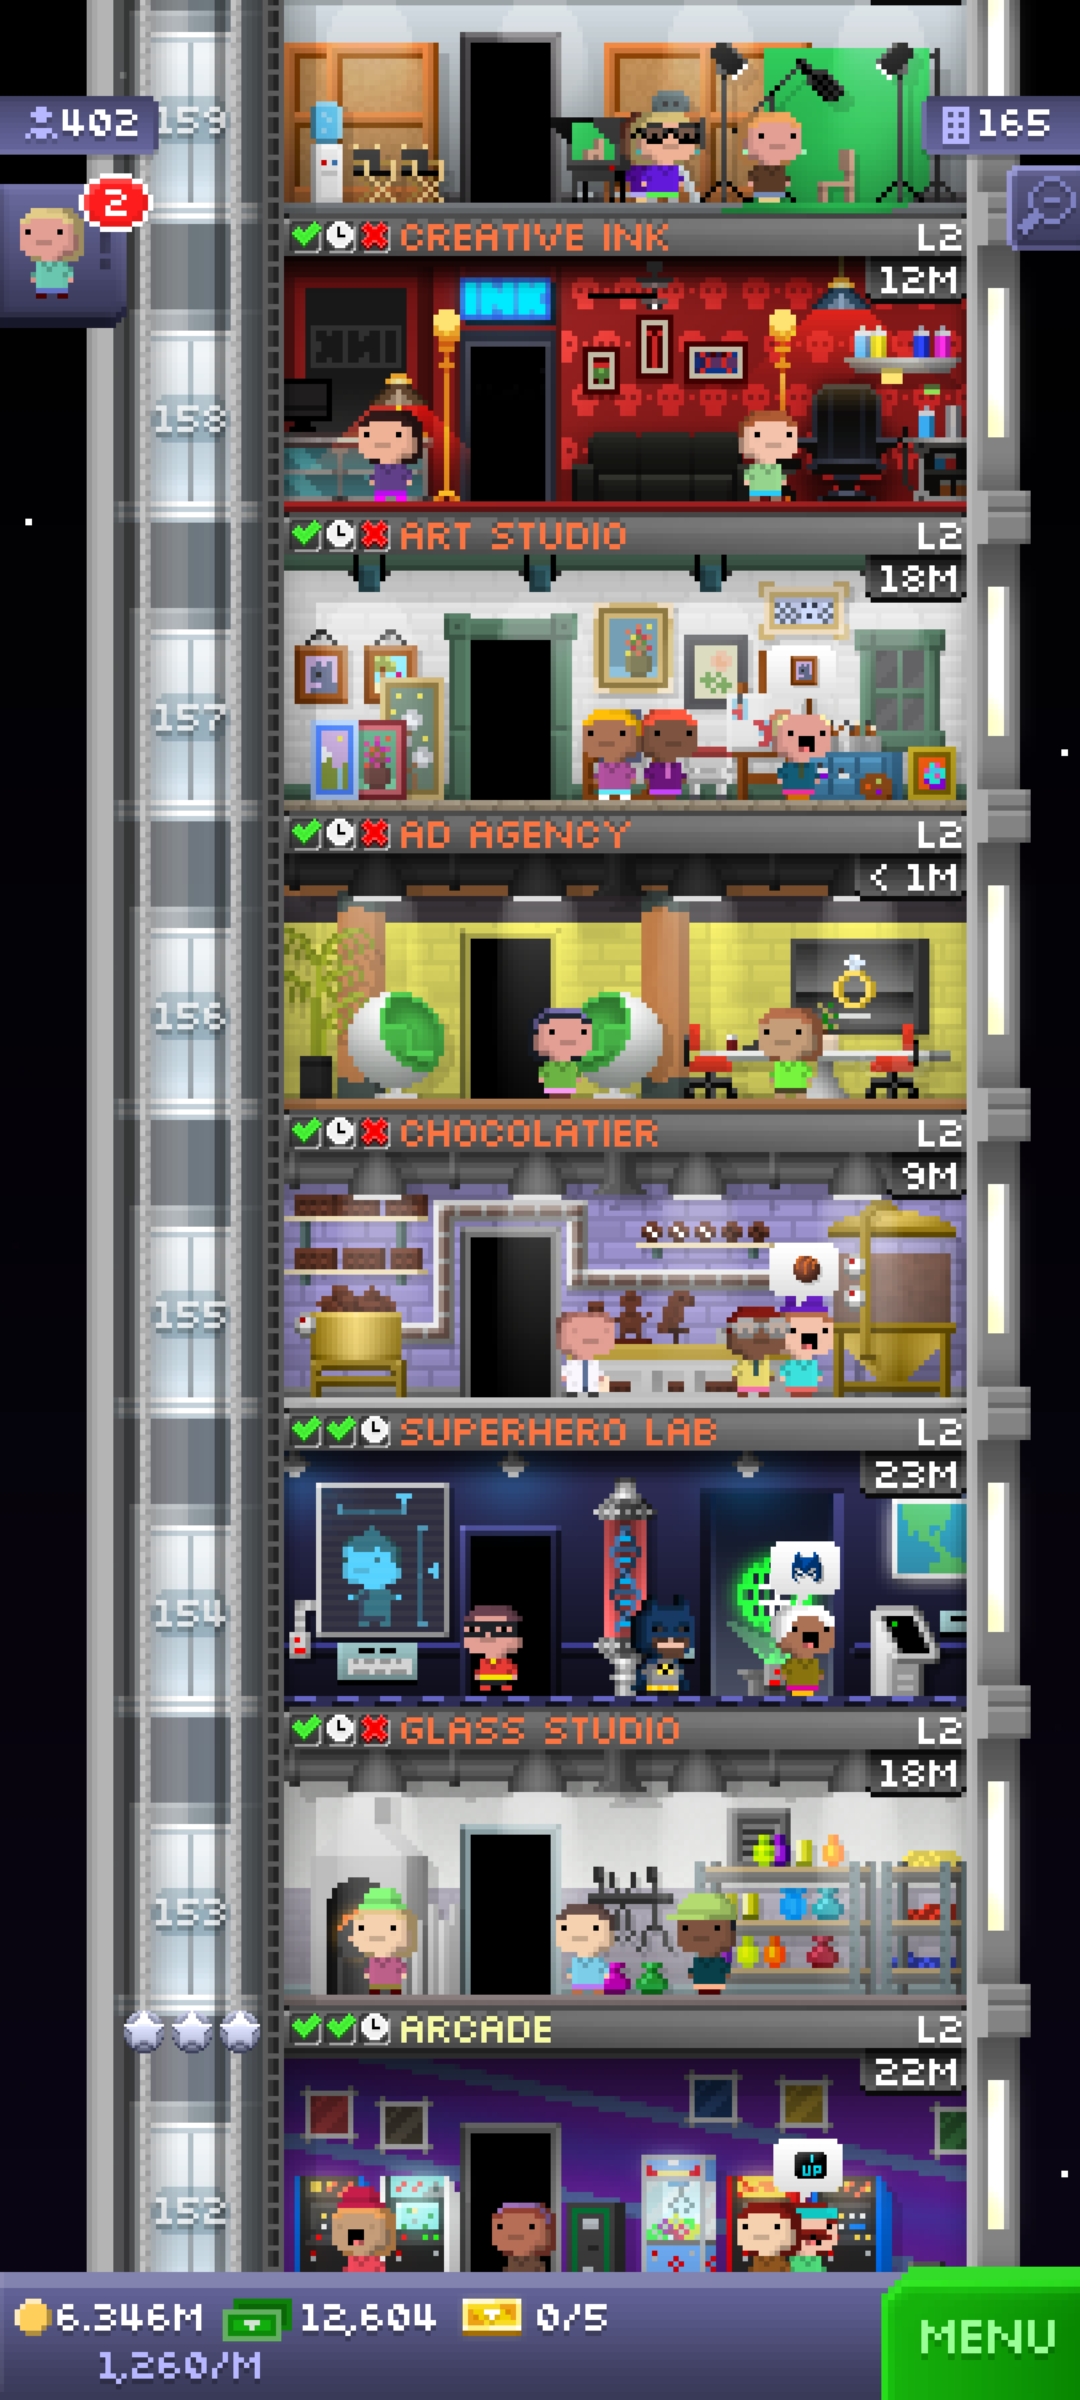 402
159
165
2
CREATIVE INK L2
12M
INK
158
ART STUDIO L2
18M
157
AD AGENCY L2
< 1M
156
CHOCOLATIER L2
9M
155
SUPERHERO LAB L2
23M
154
GLASS STUDIO L2
18M
153
ARCADE L2
22M
1 UP
152
6.346M 12,604 0/5
1,260/M
MENU